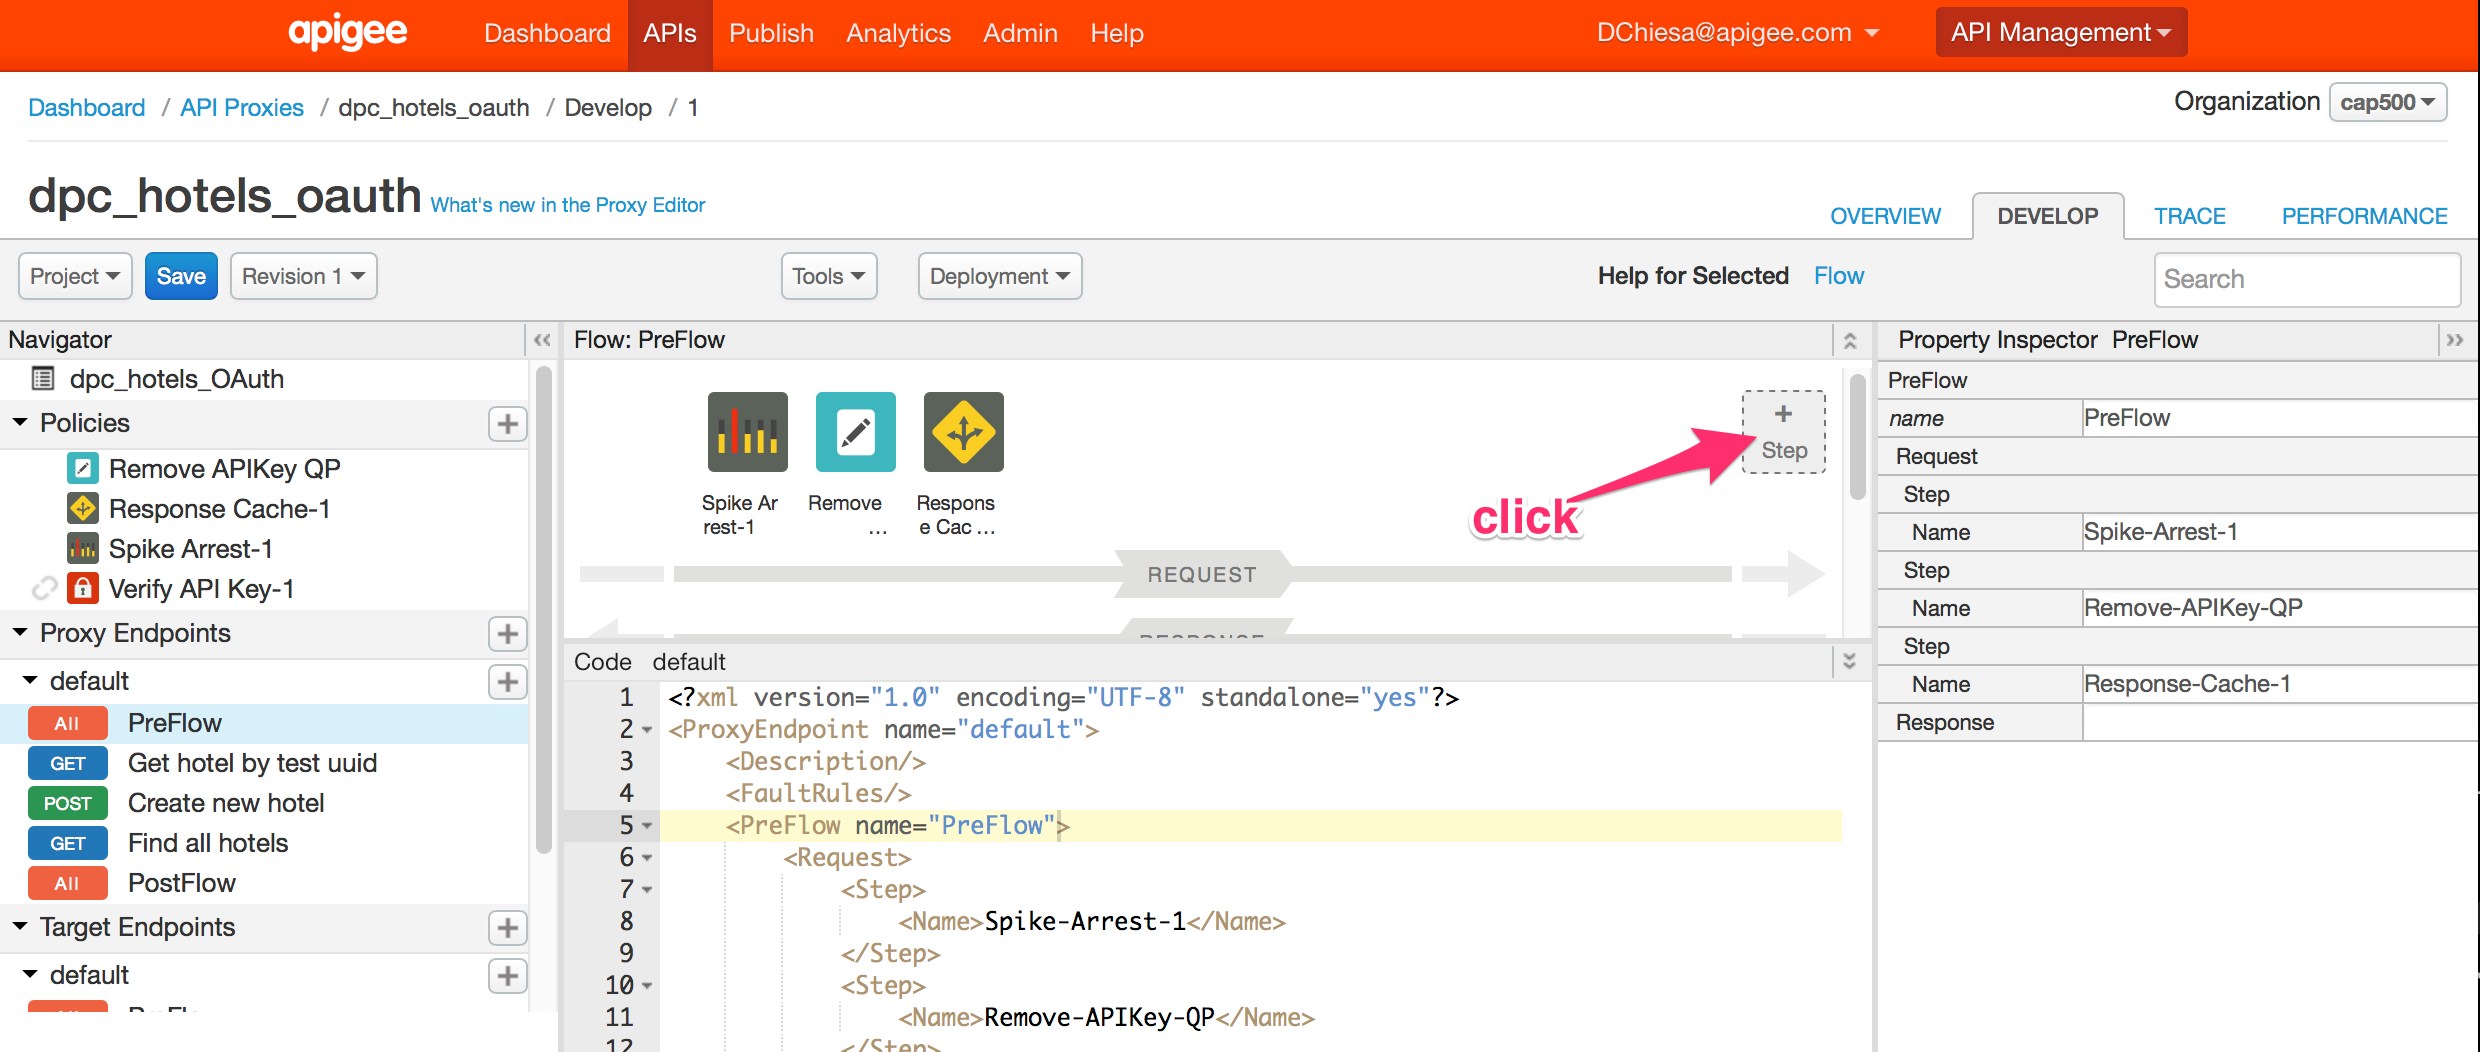 apigee Dashboard APIs Publish Analytics Admin Help DChiesa@apigee.com API Management
Dashboard / API Proxies / dpc_hotels_oauth / Develop / 1 Organization cap500
dpc_hotels_oauth What's new in the Proxy Editor OVERVIEW DEVELOP TRACE PERFORMANCE
Project Save Revision 1 Tools Deployment Help for Selected Flow Search
Navigator
dpc_hotels_OAuth
Policies
Remove APIKey QP
Response Cache-1
Spike Arrest-1
Verify API Key-1
Proxy Endpoints
default
All PreFlow
GET Get hotel by test uuid
POST Create new hotel
GET Find all hotels
All PostFlow
Target Endpoints
default
Flow: PreFlow
+
Step
click
Spike Ar
rest-1
Remove
...
Respons
e Cac ...
REQUEST
RESPONSE
Code default
1 <?xml version="1.0" encoding="UTF-8" standalone="yes"?>
2 <ProxyEndpoint name="default">
3 <Description/>
4 <FaultRules/>
5 <PreFlow name="PreFlow">
6 <Request>
7 <Step>
8 <Name>Spike-Arrest-1</Name>
9 </Step>
10 <Step>
11 <Name>Remove-APIKey-QP</Name>
12 </Step>
Property Inspector PreFlow
PreFlow
name PreFlow
Request
Step
Name Spike-Arrest-1
Step
Name Remove-APIKey-QP
Step
Name Response-Cache-1
Response